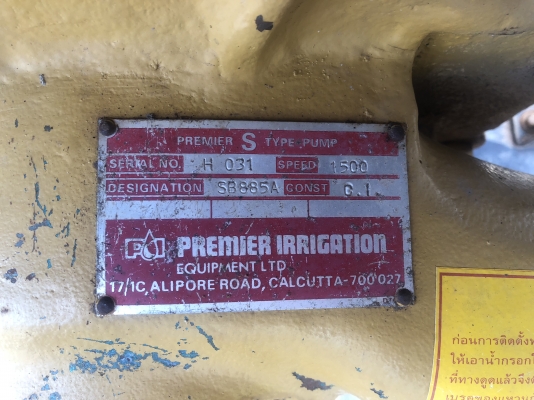 PREMIER S TYPE PUMP
SERIAL NO. H 031 SPEED 1500
DESIGNATION SB885A CONST C.I.
PI PREMIER IRRIGATION
EQUIPMENT LTD
17/1C, ALIPORE ROAD, CALCUTTA-700 027
ก่อนการติดตั้ง
ให้เอาน้ำกรอก
ที่ทางดูดแล้วจึง